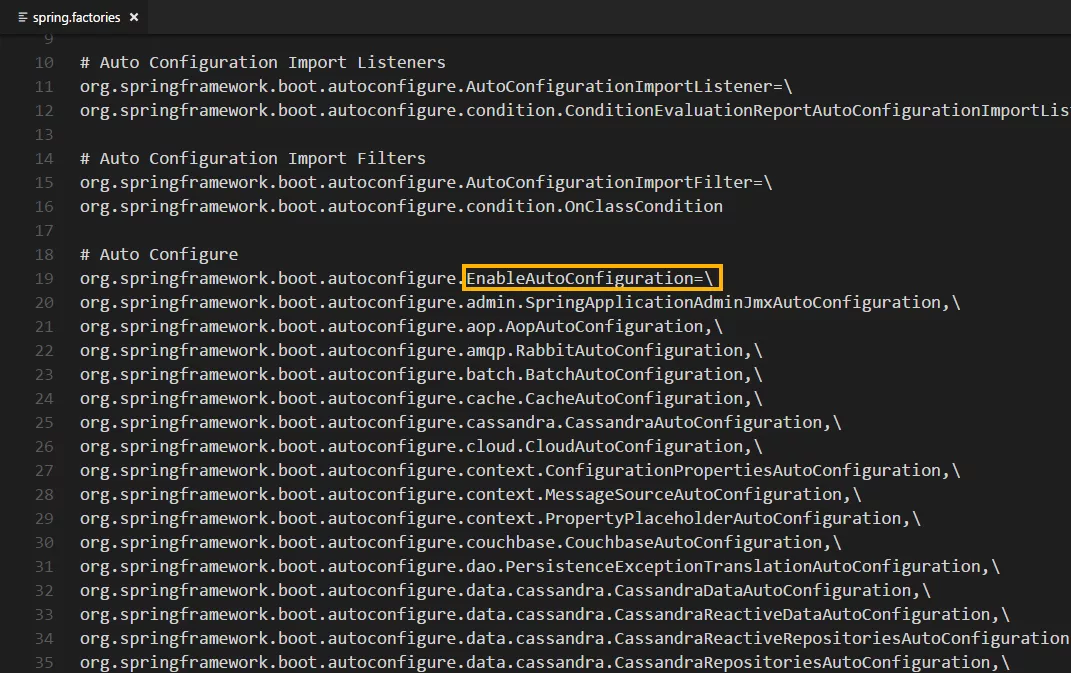 spring.factories ×
9
10 # Auto Configuration Import Listeners
11 org.springframework.boot.autoconfigure.AutoConfigurationImportListener=\
12 org.springframework.boot.autoconfigure.condition.ConditionEvaluationReportAutoConfigurationImportLis
13
14 # Auto Configuration Import Filters
15 org.springframework.boot.autoconfigure.AutoConfigurationImportFilter=\
16 org.springframework.boot.autoconfigure.condition.OnClassCondition
17
18 # Auto Configure
19 org.springframework.boot.autoconfigure.EnableAutoConfiguration=\
20 org.springframework.boot.autoconfigure.admin.SpringApplicationAdminJmxAutoConfiguration,\
21 org.springframework.boot.autoconfigure.aop.AopAutoConfiguration,\
22 org.springframework.boot.autoconfigure.amqp.RabbitAutoConfiguration,\
23 org.springframework.boot.autoconfigure.batch.BatchAutoConfiguration,\
24 org.springframework.boot.autoconfigure.cache.CacheAutoConfiguration,\
25 org.springframework.boot.autoconfigure.cassandra.CassandraAutoConfiguration,\
26 org.springframework.boot.autoconfigure.cloud.CloudAutoConfiguration,\
27 org.springframework.boot.autoconfigure.context.ConfigurationPropertiesAutoConfiguration,\
28 org.springframework.boot.autoconfigure.context.MessageSourceAutoConfiguration,\
29 org.springframework.boot.autoconfigure.context.PropertyPlaceholderAutoConfiguration,\
30 org.springframework.boot.autoconfigure.couchbase.CouchbaseAutoConfiguration,\
31 org.springframework.boot.autoconfigure.dao.PersistenceExceptionTranslationAutoConfiguration,\
32 org.springframework.boot.autoconfigure.data.cassandra.CassandraDataAutoConfiguration,\
33 org.springframework.boot.autoconfigure.data.cassandra.CassandraReactiveDataAutoConfiguration,\
34 org.springframework.boot.autoconfigure.data.cassandra.CassandraReactiveRepositoriesAutoConfiguration
35 org.springframework.boot.autoconfigure.data.cassandra.CassandraRepositoriesAutoConfiguration,\